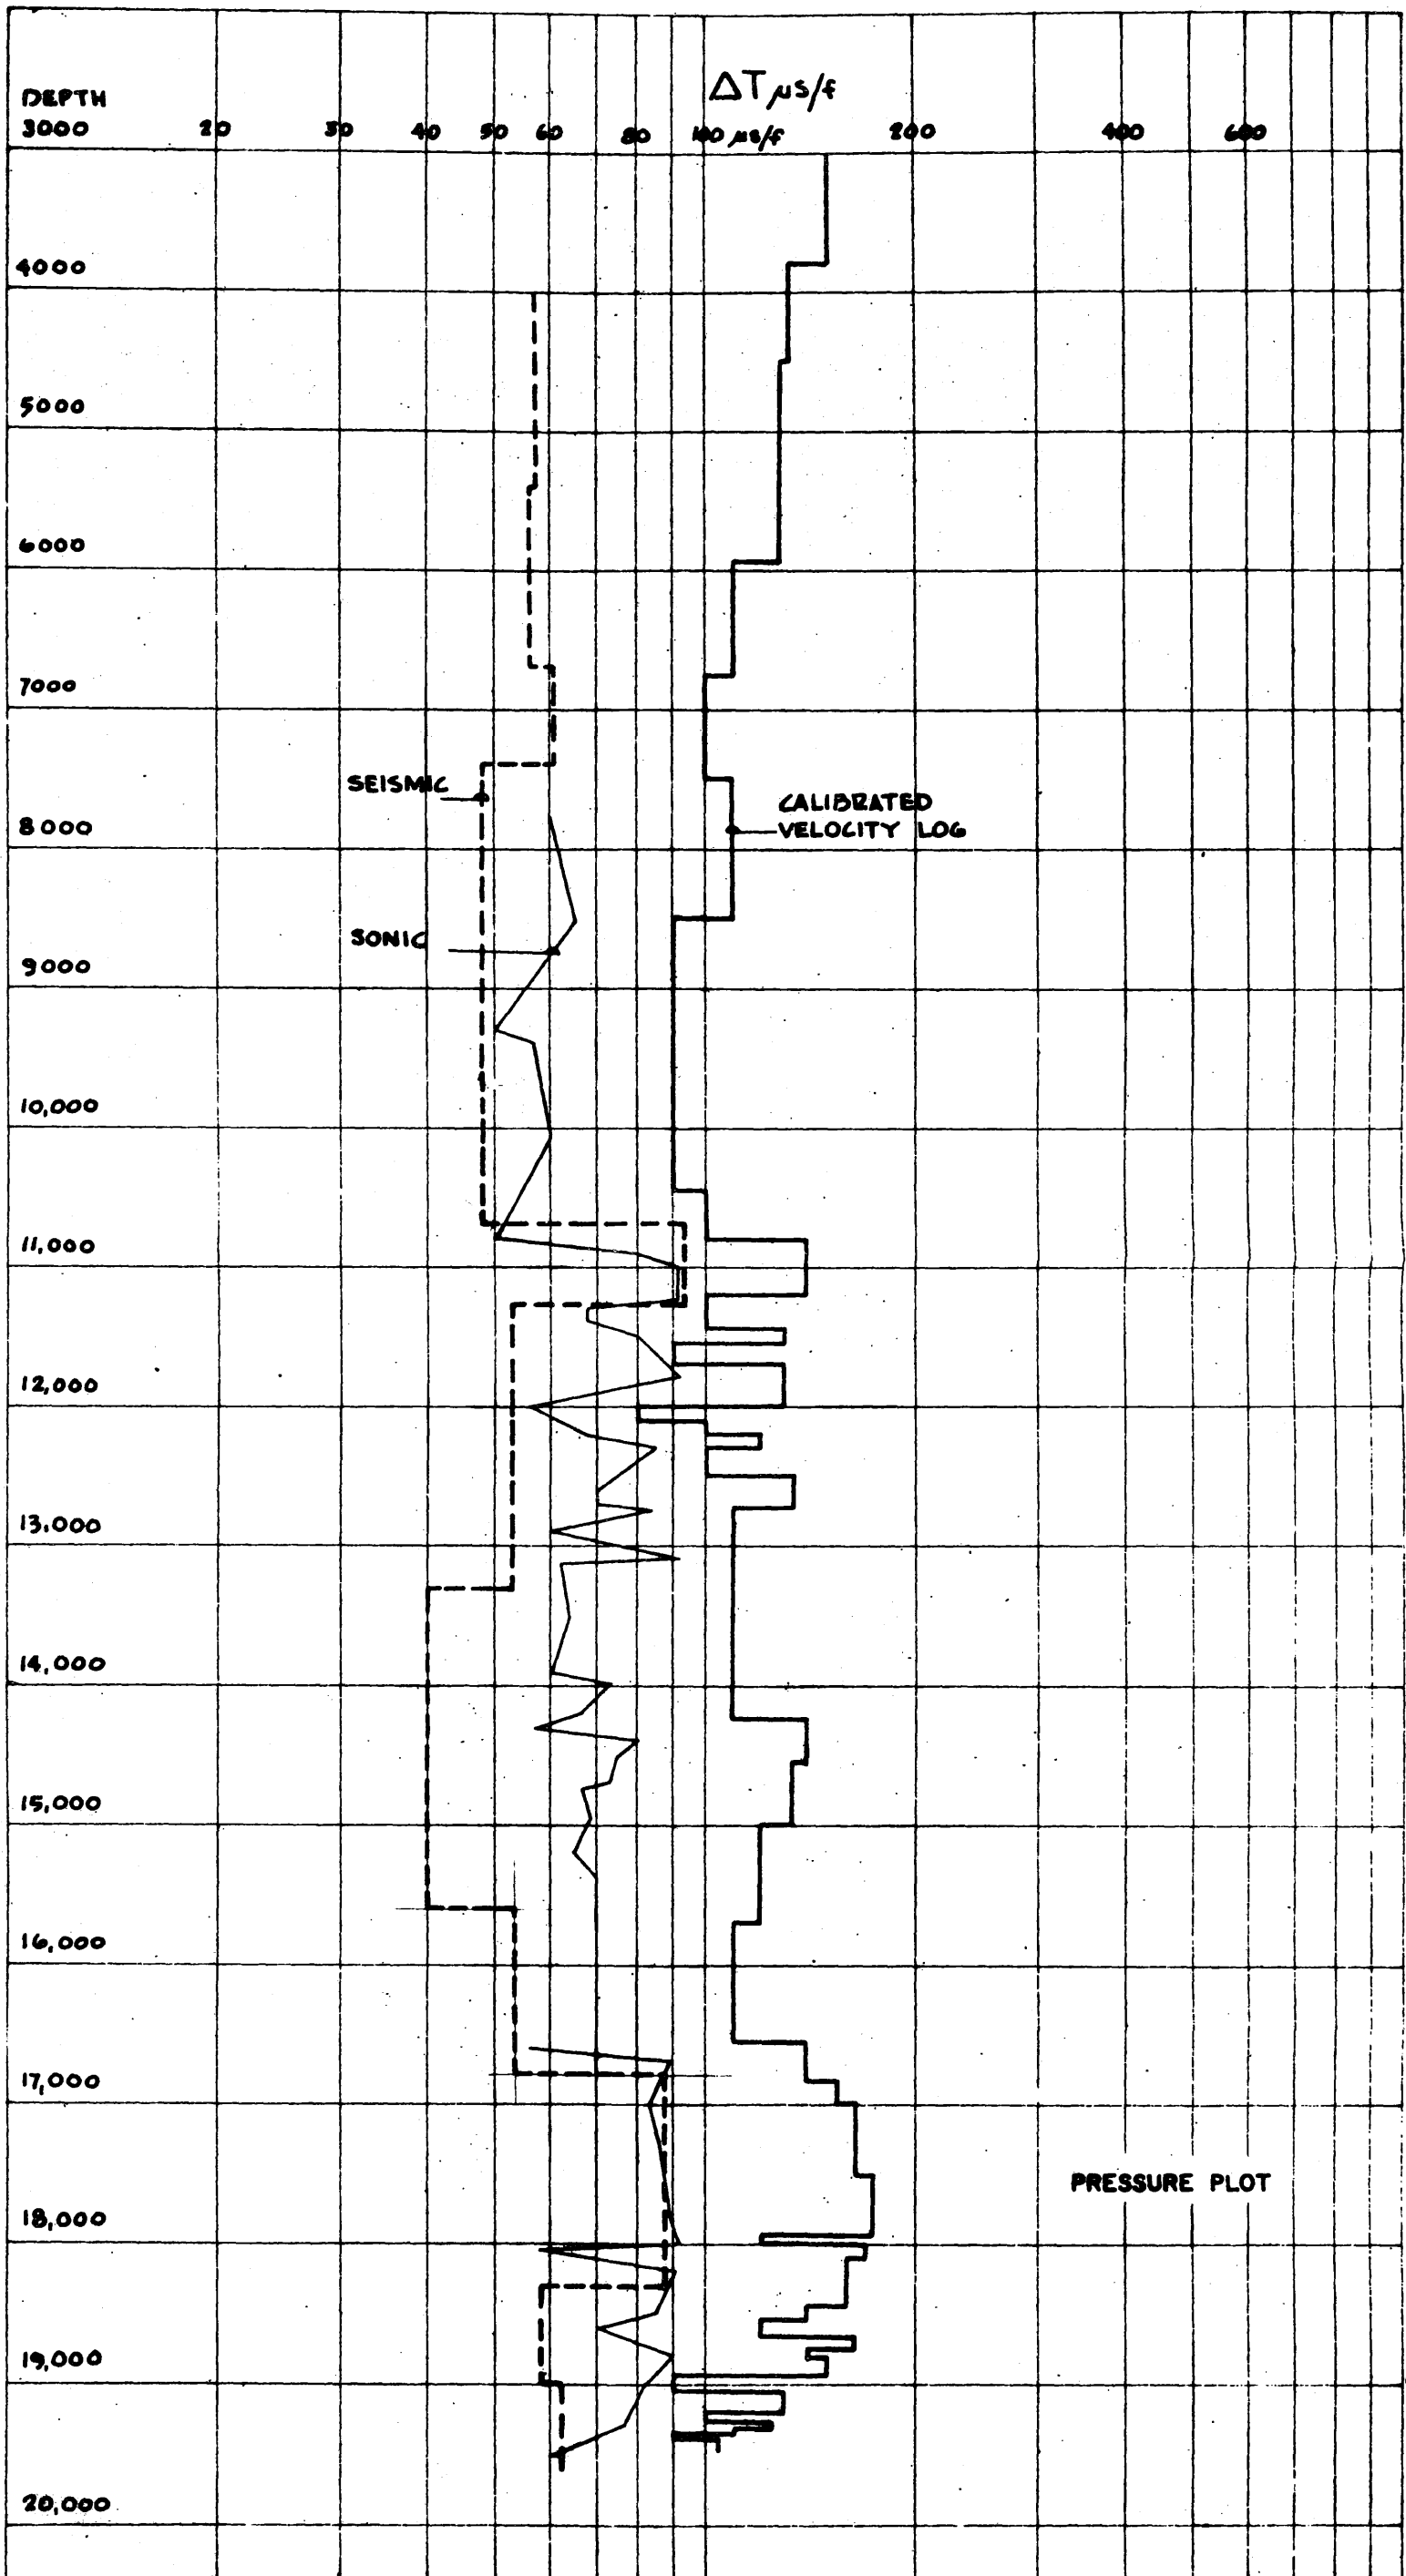 ΔT µs/f
DEPTH
3000 20 30 40 50 60 80 100 µs/f 200 400 600
4000
5000
6000
7000
SEISMIC
CALIBRATED
8000 VELOCITY LOG
SONIC
9000
10,000
11,000
12,000
13,000
14,000
15,000
16,000
17,000
PRESSURE PLOT
18,000
19,000
20,000